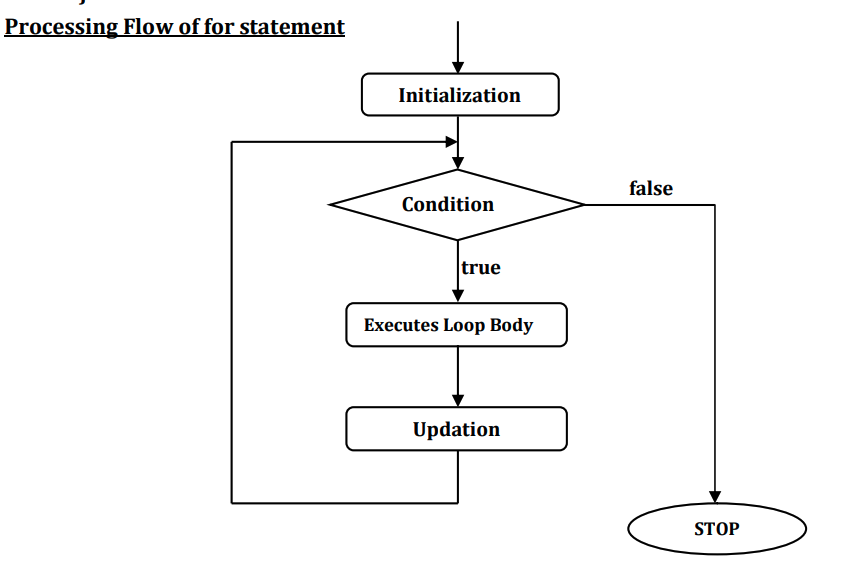 Processing Flow of for statement
Initialization
Condition
false
true
Executes Loop Body
Updation
STOP